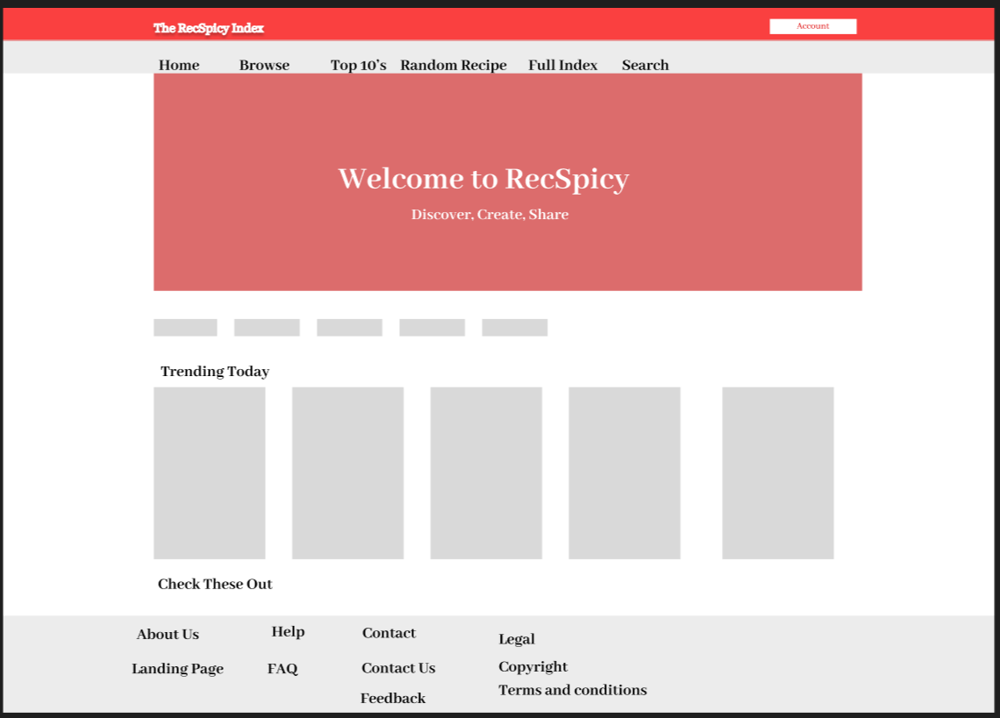 The RecSpicy Index
Account
Home Browse Top 10's Random Recipe Full Index Search
Welcome to RecSpicy
Discover, Create, Share
Trending Today
Check These Out
About Us Help Contact Legal
Landing Page FAQ Contact Us Copyright
Feedback Terms and conditions